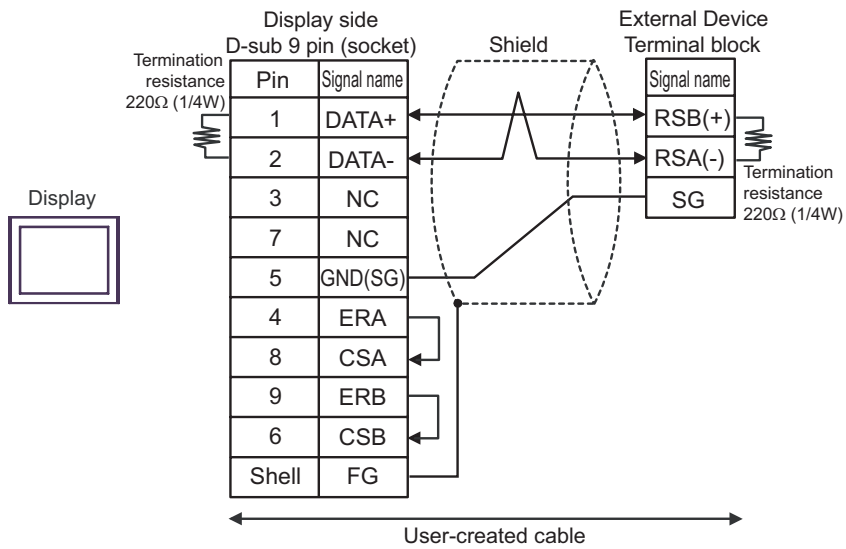 Display side
D-sub 9 pin (socket)
Shield
External Device
Terminal block
Termination
resistance
220Ω (1/4W)
Pin Signal name
1 DATA+
2 DATA-
3 NC
7 NC
5 GND(SG)
4 ERA
8 CSA
9 ERB
6 CSB
Shell FG
Signal name
RSB(+)
RSA(-)
SG
Termination
resistance
220Ω (1/4W)
Display
User-created cable